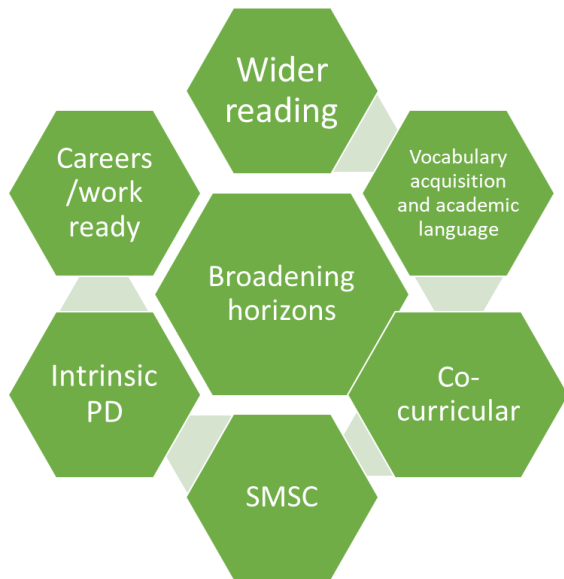 Wider
reading
Vocabulary
acquisition
and academic
language
Co-
curricular
SMSC
Intrinsic
PD
Careers
/work
ready
Broadening
horizons